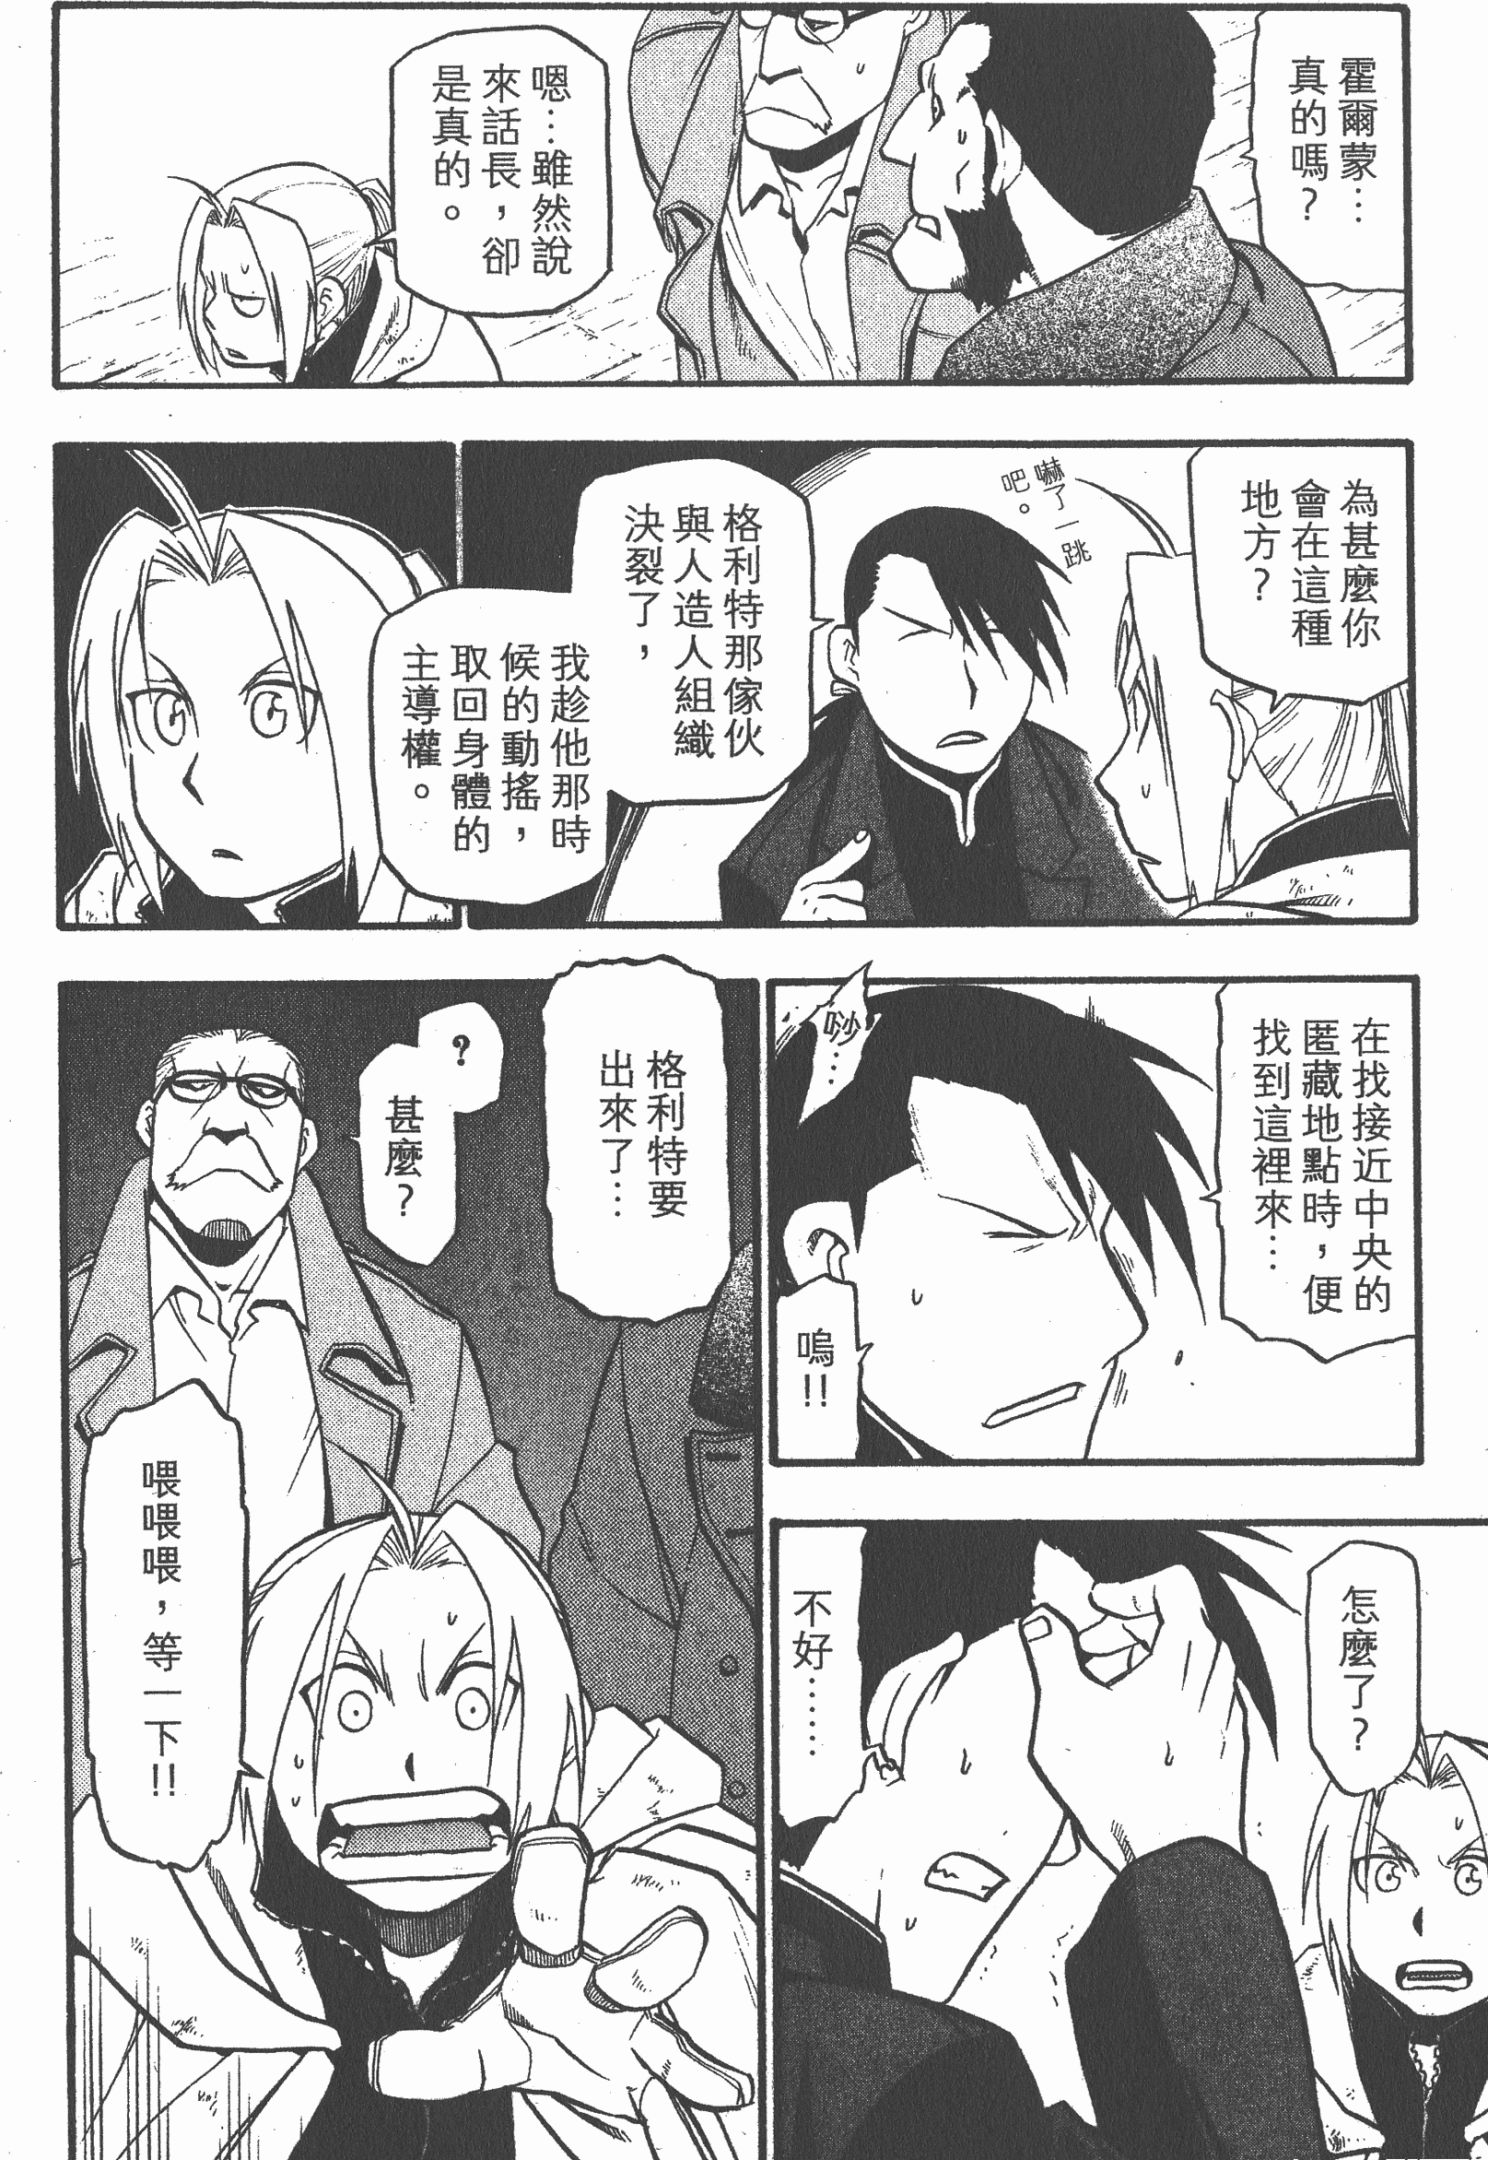 霍爾蒙…
真的嗎？
嗯…雖然說
來話長，卻
是真的。
為甚麼你
會在這種
地方？
嚇了一跳
吧。
格利特那傢伙
與人造人組織
決裂了，
我趁他那時
候的動搖，
取回身體的
主導權。
在找接近中央的
匿藏地點時，便
找到這裡來…
唦…
嗚!!
怎麼了？
不好……
格利特要
出來了…
？
甚麼？
喂喂喂，等一下!!